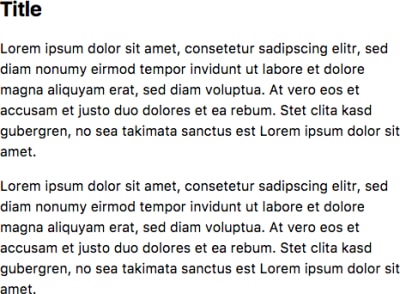 Title
Lorem ipsum dolor sit amet, consetetur sadipscing elitr, sed
diam nonumy eirmod tempor invidunt ut labore et dolore
magna aliquyam erat, sed diam voluptua. At vero eos et
accusam et justo duo dolores et ea rebum. Stet clita kasd
gubergren, no sea takimata sanctus est Lorem ipsum dolor sit
amet.
Lorem ipsum dolor sit amet, consetetur sadipscing elitr, sed
diam nonumy eirmod tempor invidunt ut labore et dolore
magna aliquyam erat, sed diam voluptua. At vero eos et
accusam et justo duo dolores et ea rebum. Stet clita kasd
gubergren, no sea takimata sanctus est Lorem ipsum dolor sit
amet.